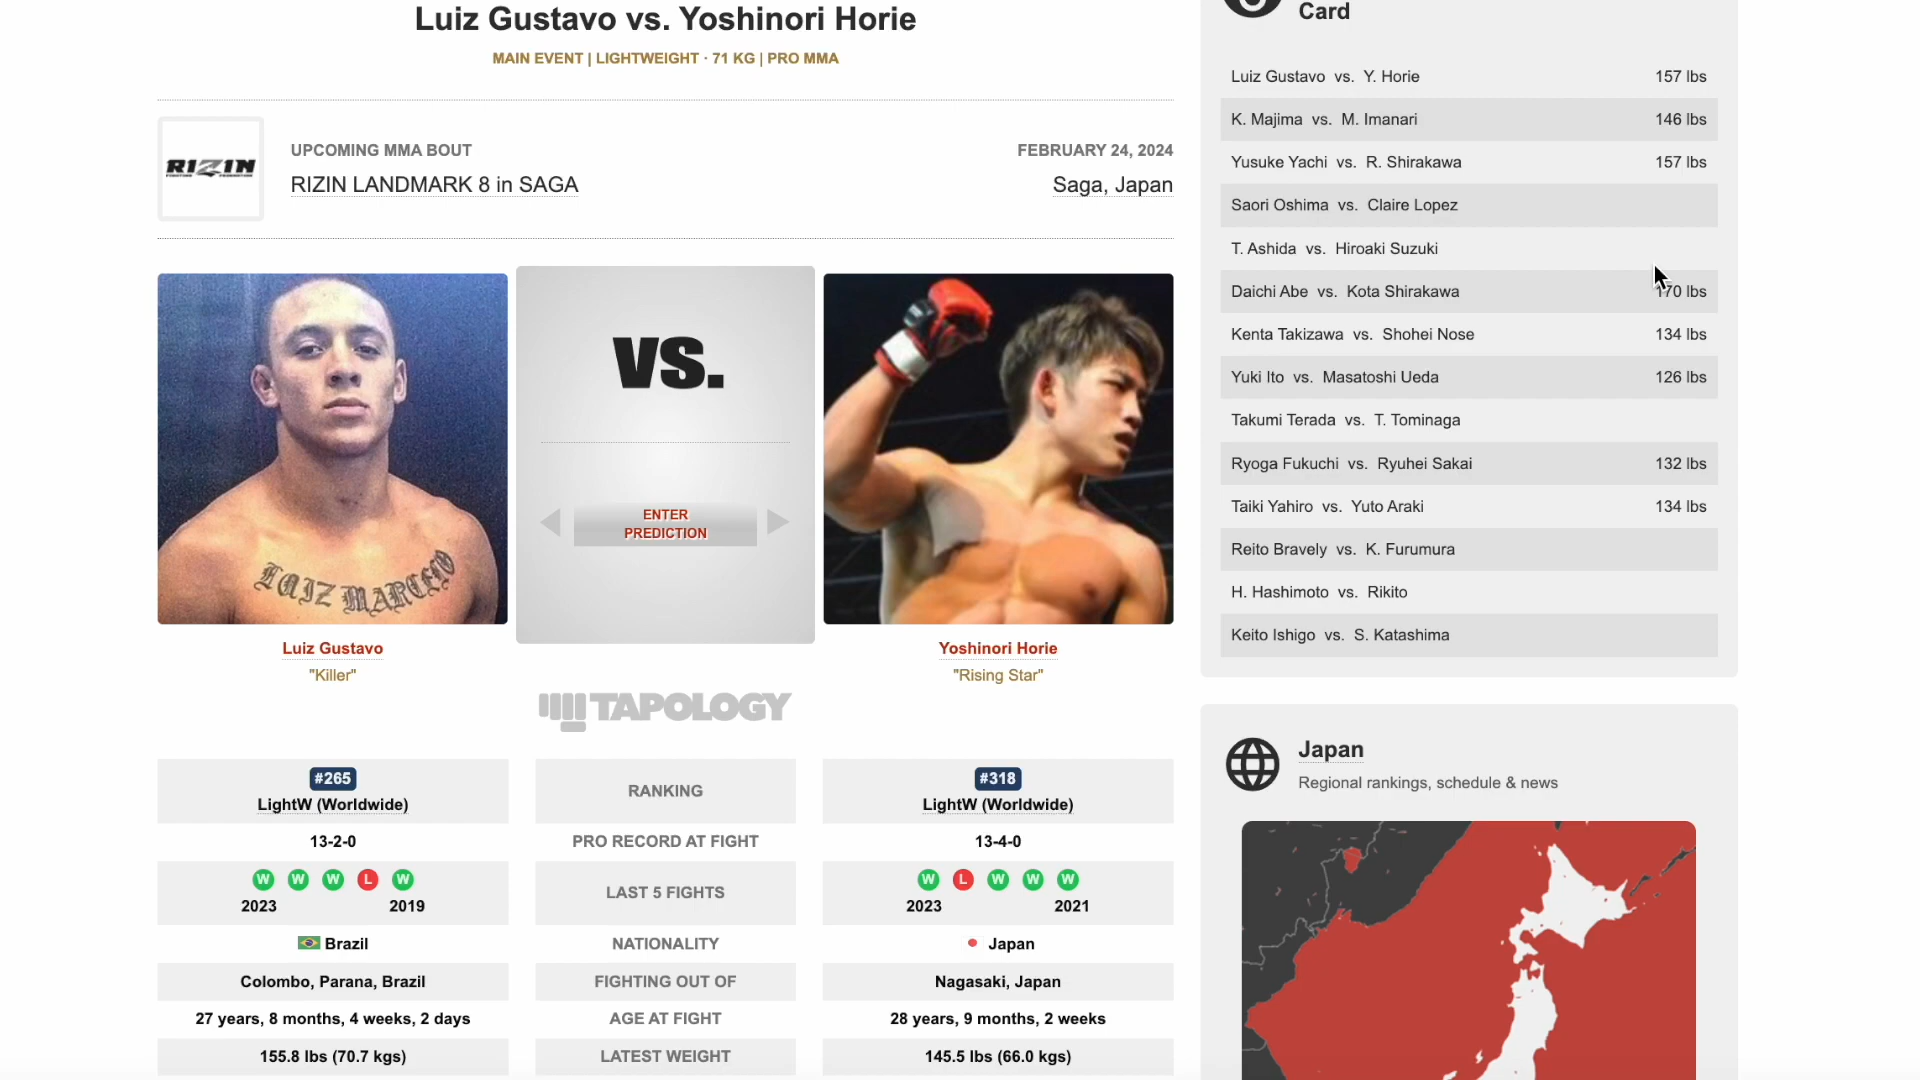 Luiz Gustavo vs. Yoshinori Horie
MAIN EVENT | LIGHTWEIGHT · 71 KG | PRO MMA
RIZIN
UPCOMING MMA BOUT
RIZIN LANDMARK 8 in SAGA
FEBRUARY 24, 2024
Saga, Japan
LUIZ MARCELO
VS.
ENTER
PREDICTION
Luiz Gustavo
"Killer"
Yoshinori Horie
"Rising Star"
TAPOLOGY
#265
LightW (Worldwide)
RANKING
#318
LightW (Worldwide)
13-2-0
PRO RECORD AT FIGHT
13-4-0
W W W L W
2023 2019
LAST 5 FIGHTS
W L W W W
2023 2021
Brazil
NATIONALITY
Japan
Colombo, Parana, Brazil
FIGHTING OUT OF
Nagasaki, Japan
27 years, 8 months, 4 weeks, 2 days
AGE AT FIGHT
28 years, 9 months, 2 weeks
155.8 lbs (70.7 kgs)
LATEST WEIGHT
145.5 lbs (66.0 kgs)
Card
Luiz Gustavo vs. Y. Horie 157 lbs
K. Majima vs. M. Imanari 146 lbs
Yusuke Yachi vs. R. Shirakawa 157 lbs
Saori Oshima vs. Claire Lopez
T. Ashida vs. Hiroaki Suzuki
Daichi Abe vs. Kota Shirakawa 170 lbs
Kenta Takizawa vs. Shohei Nose 134 lbs
Yuki Ito vs. Masatoshi Ueda 126 lbs
Takumi Terada vs. T. Tominaga
Ryoga Fukuchi vs. Ryuhei Sakai 132 lbs
Taiki Yahiro vs. Yuto Araki 134 lbs
Reito Bravely vs. K. Furumura
H. Hashimoto vs. Rikito
Keito Ishigo vs. S. Katashima
Japan
Regional rankings, schedule & news